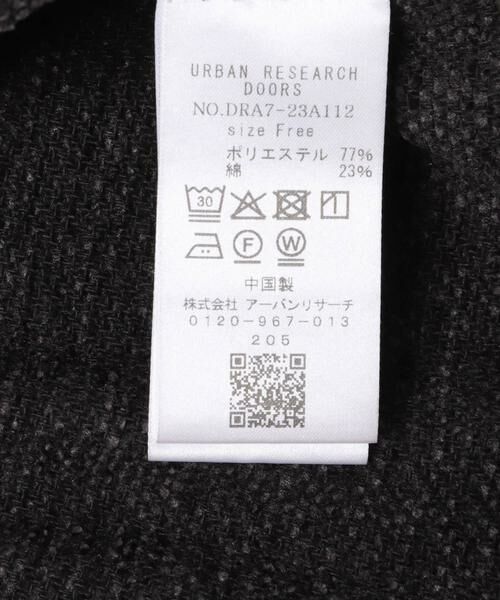 URBAN RESEARCH
DOORS
NO.DRA7-23A112
size Free
ポリエステル 77%
綿 23%
30
F
W
中国製
株式会社 アーバンリサーチ
0120-967-013
205